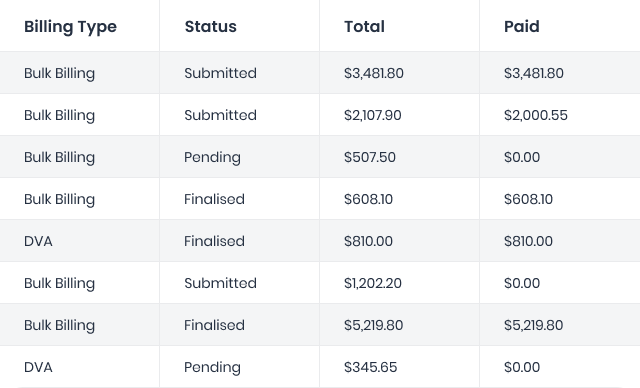 Billing Type Status Total Paid
Bulk Billing Submitted $3,481.80 $3,481.80
Bulk Billing Submitted $2,107.90 $2,000.55
Bulk Billing Pending $507.50 $0.00
Bulk Billing Finalised $608.10 $608.10
DVA Finalised $810.00 $810.00
Bulk Billing Submitted $1,202.20 $0.00
Bulk Billing Finalised $5,219.80 $5,219.80
DVA Pending $345.65 $0.00